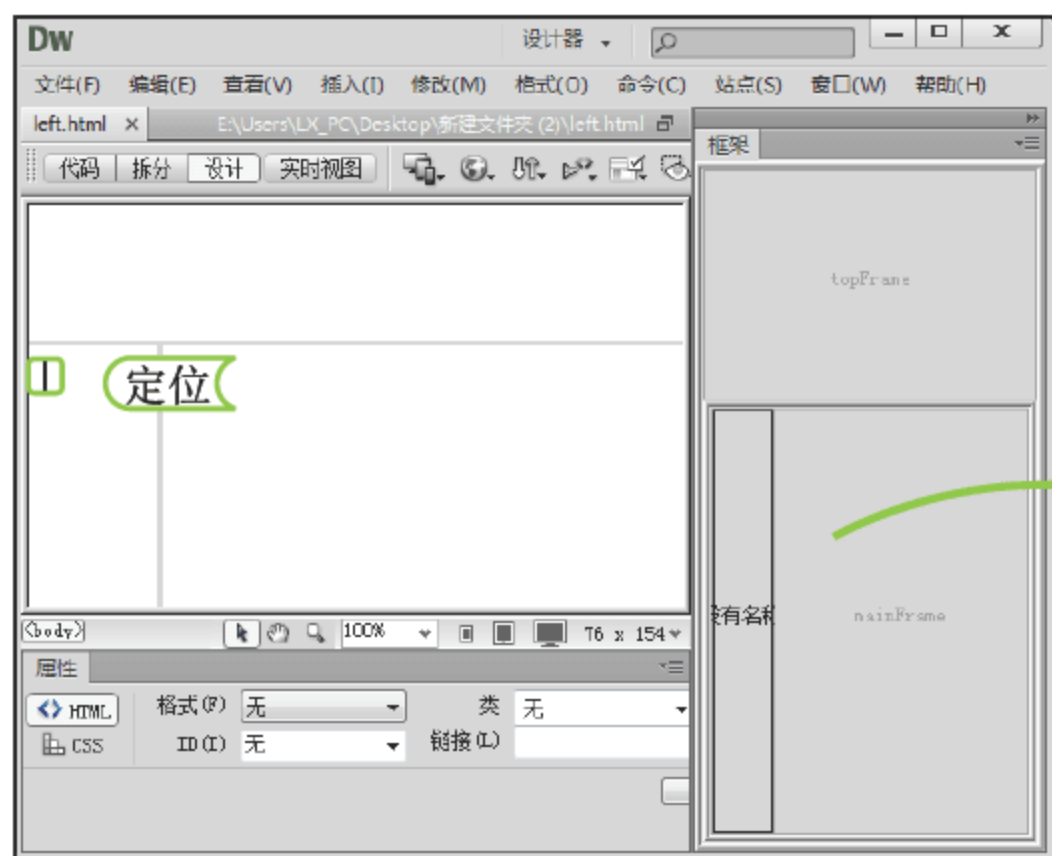 Dw 设计器
文件(F) 编辑(E) 查看(V) 插入(I) 修改(M) 格式(O) 命令(C) 站点(S) 窗口(W) 帮助(H)
left.html × E:\Users\LX_PC\Desktop\新建文件夹 (2)\left.html
框架
代码 拆分 设计 实时视图
topFrame
定位
没有名称
mainFrame
<body> 100% 76 x 154
属性
HTML 格式(F) 无 类 无
CSS ID(I) 无 链接(L)